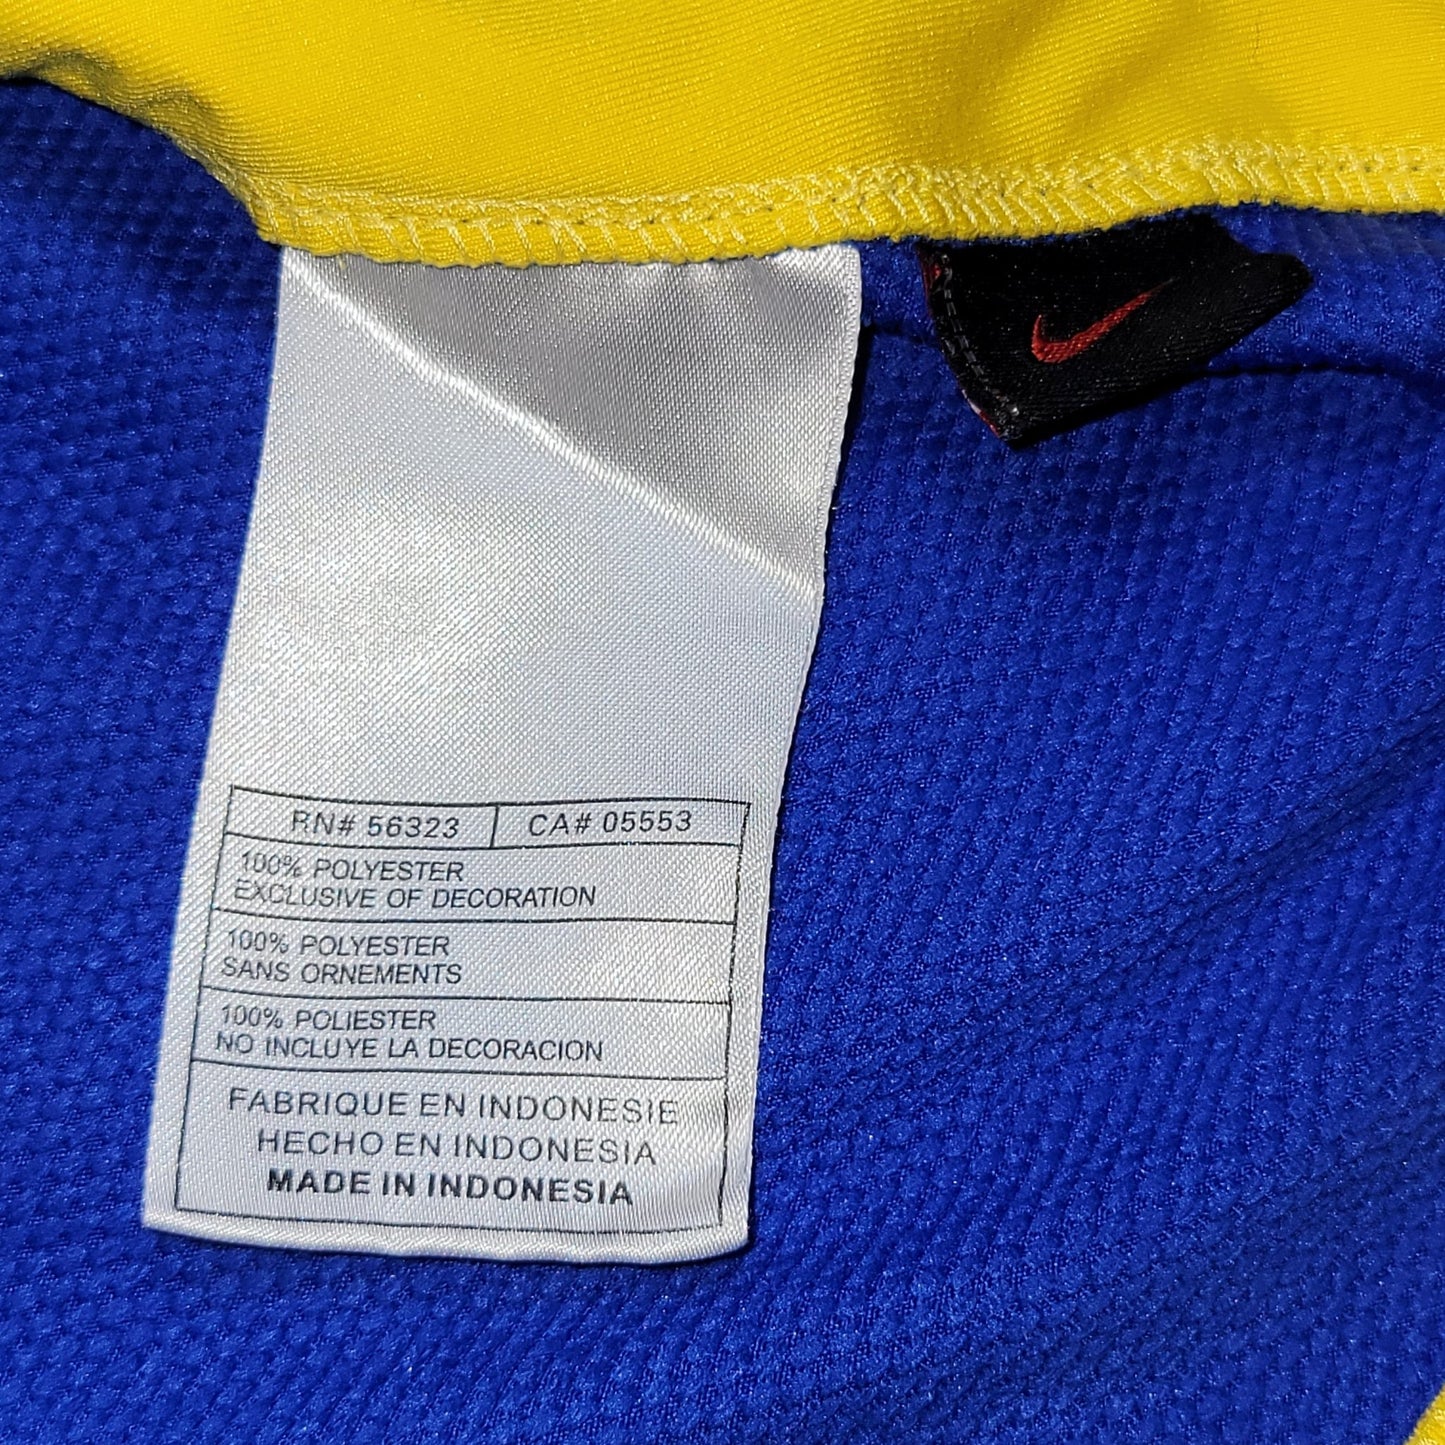 RN# 56323 CA# 05553
100% POLYESTER
EXCLUSIVE OF DECORATION
100% POLYESTER
SANS ORNEMENTS
100% POLIESTER
NO INCLUYE LA DECORACION
FABRIQUE EN INDONESIE
HECHO EN INDONESIA
MADE IN INDONESIA